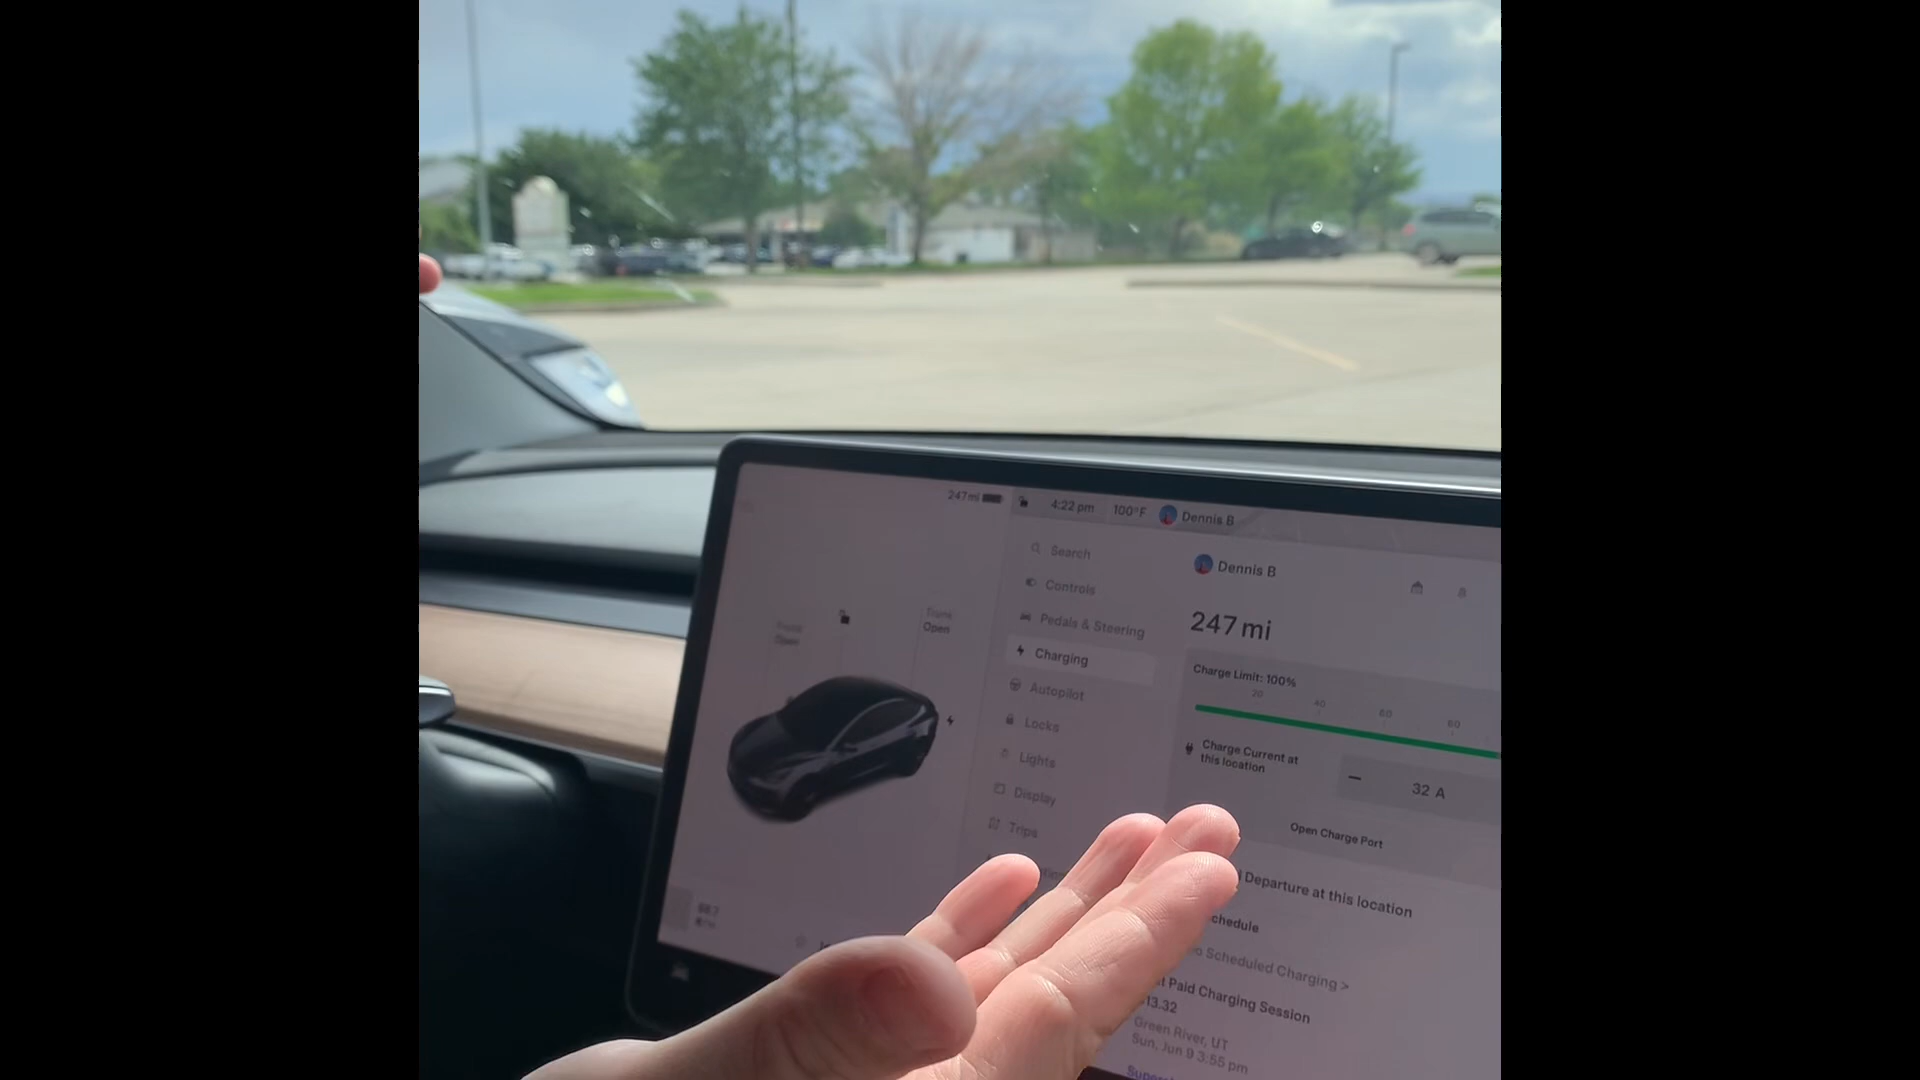 247 mi
4:22 pm
100°F
Dennis B
Search
Controls
Pedals & Steering
Charging
Autopilot
Locks
Lights
Display
Trips
Open
Trunk
Open
Dennis B
247 mi
Charge Limit: 100%
20 40 60 80
Charge Current at
this location
32 A
Open Charge Port
Departure at this location
Scheduled Charging >
Paid Charging Session
13.32
Green River, UT
Sun, Jun 9 3:55 pm